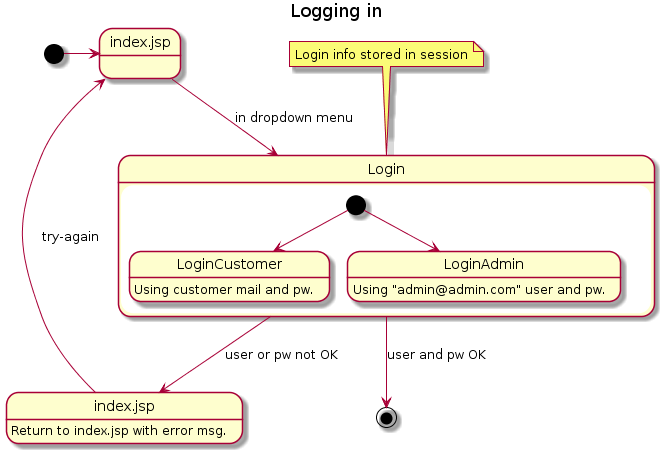 Logging in
index.jsp
Login info stored in session
in dropdown menu
Login
try-again
LoginCustomer
Using customer mail and pw.
LoginAdmin
Using "admin@admin.com" user and pw.
user or pw not OK
user and pw OK
index.jsp
Return to index.jsp with error msg.